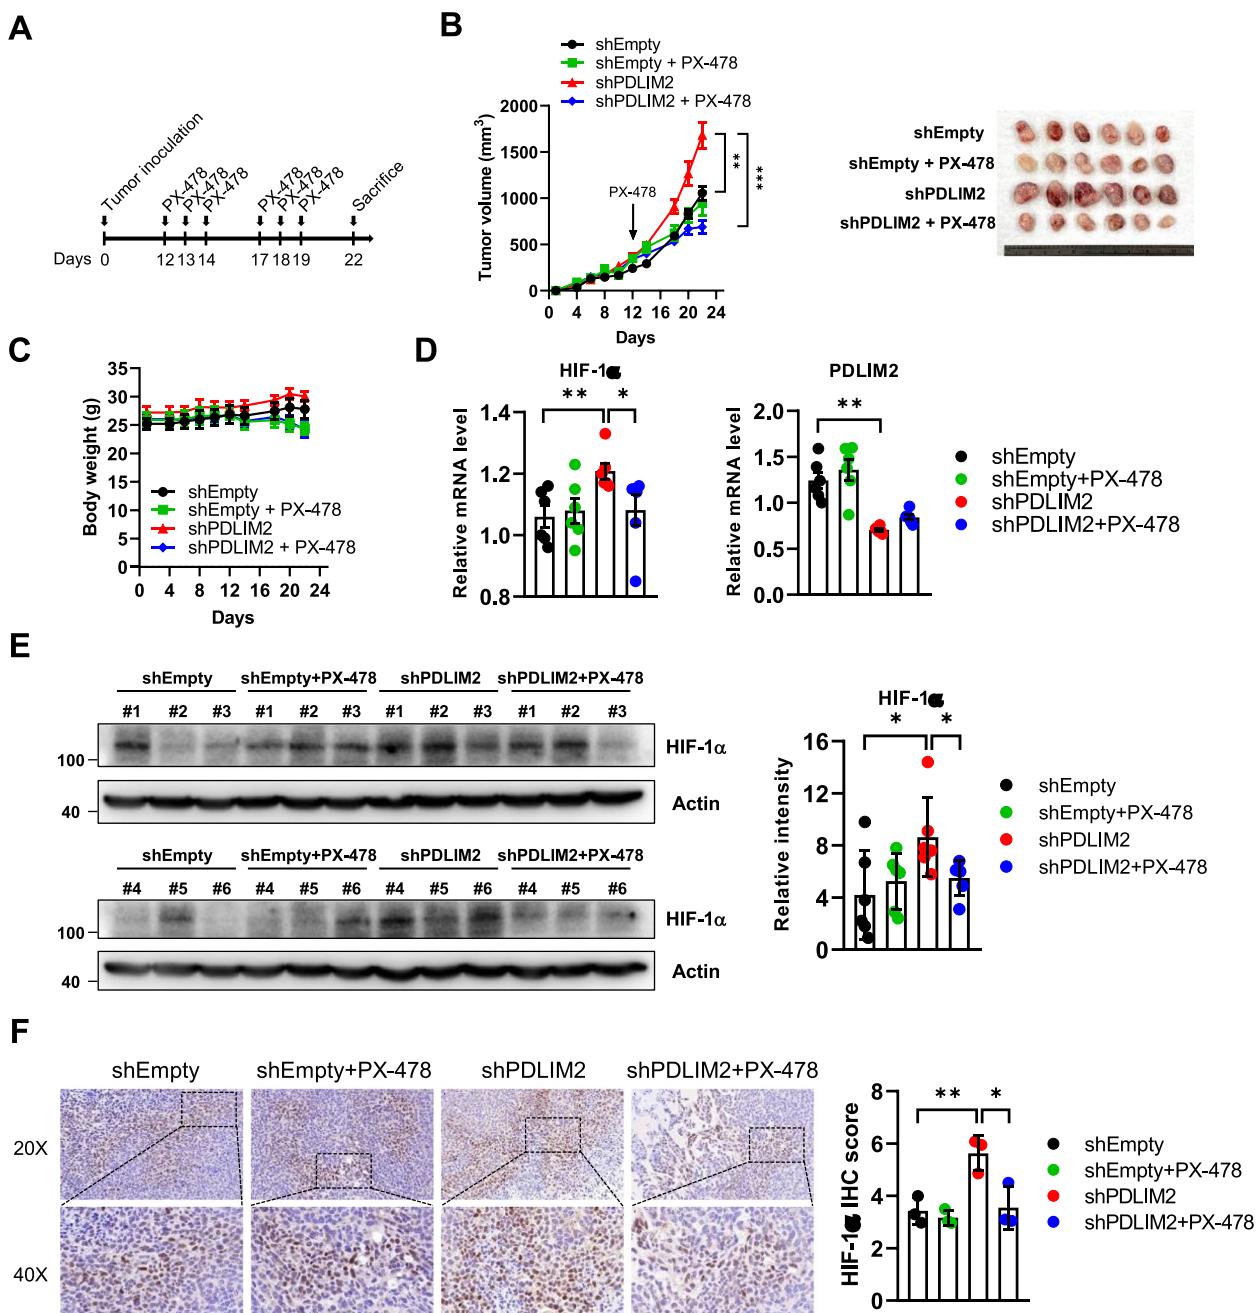 A
Tumor inoculation
PX-478
PX-478
PX-478
PX-478
PX-478
PX-478
Sacrifice
Days 0 12 13 14 17 18 19 22
B
shEmpty
shEmpty + PX-478
shPDLIM2
shPDLIM2 + PX-478
Tumor volume (mm³)
2000
1500
1000
500
0
PX-478
**
***
0 4 8 12 16 20 24
Days
shEmpty
shEmpty + PX-478
shPDLIM2
shPDLIM2 + PX-478
C
Body weight (g)
35
30
25
20
15
10
5
0
shEmpty
shEmpty + PX-478
shPDLIM2
shPDLIM2 + PX-478
0 4 8 12 16 20 24
Days
D
HIF-1α
** *
Relative mRNA level
1.4
1.2
1.0
0.8
PDLIM2
**
Relative mRNA level
2.0
1.5
1.0
0.5
0.0
shEmpty
shEmpty+PX-478
shPDLIM2
shPDLIM2+PX-478
E
shEmpty shEmpty+PX-478 shPDLIM2 shPDLIM2+PX-478
#1 #2 #3 #1 #2 #3 #1 #2 #3 #1 #2 #3
100
HIF-1α
40
Actin
shEmpty shEmpty+PX-478 shPDLIM2 shPDLIM2+PX-478
#4 #5 #6 #4 #5 #6 #4 #5 #6 #4 #5 #6
100
HIF-1α
40
Actin
HIF-1α
* *
Relative intensity
16
12
8
4
0
shEmpty
shEmpty+PX-478
shPDLIM2
shPDLIM2+PX-478
F
shEmpty shEmpty+PX-478 shPDLIM2 shPDLIM2+PX-478
20X
40X
HIF-1α IHC score
8
6
4
2
0
** *
shEmpty
shEmpty+PX-478
shPDLIM2
shPDLIM2+PX-478